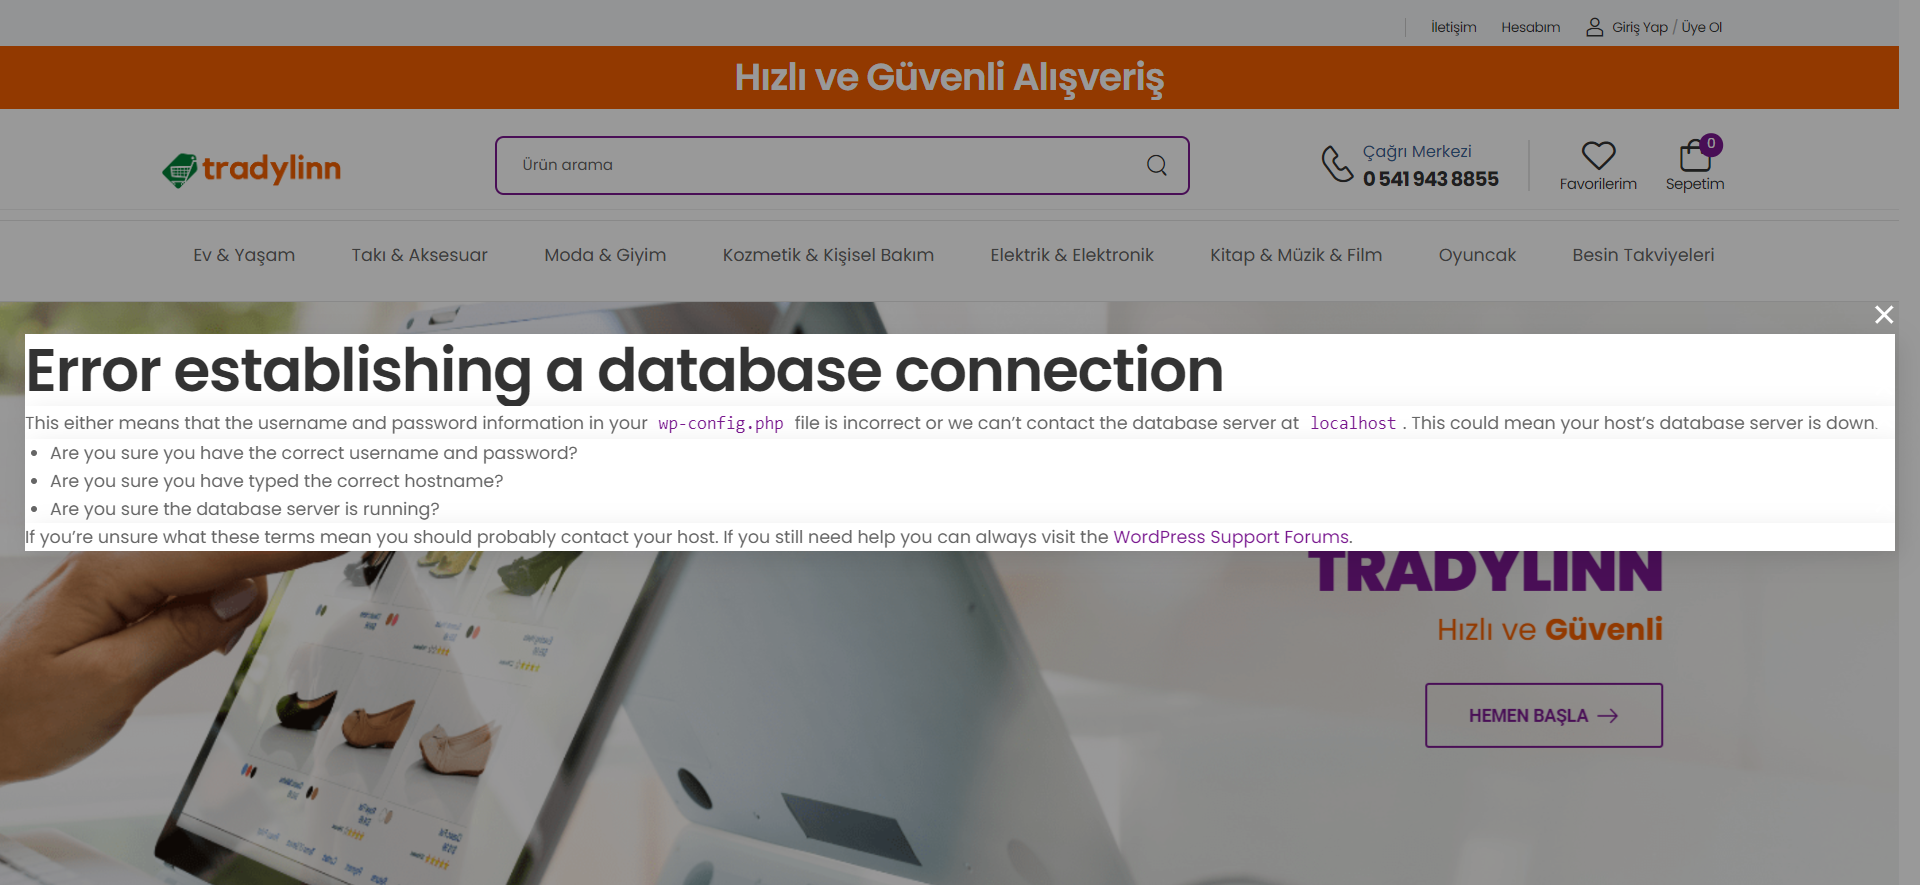 İletişim
Hesabım
Giriş Yap / Üye Ol
Hızlı ve Güvenli Alışveriş
tradylinn
Ürün arama
Çağrı Merkezi
0 541 943 8855
Favorilerim
0
Sepetim
Ev & Yaşam
Takı & Aksesuar
Moda & Giyim
Kozmetik & Kişisel Bakım
Elektrik & Elektronik
Kitap & Müzik & Film
Oyuncak
Besin Takviyeleri
Error establishing a database connection
This either means that the username and password information in your wp-config.php file is incorrect or we can’t contact the database server at localhost. This could mean your host’s database server is down.
Are you sure you have the correct username and password?
Are you sure you have typed the correct hostname?
Are you sure the database server is running?
If you’re unsure what these terms mean you should probably contact your host. If you still need help you can always visit the WordPress Support Forums.
TRADYLINN
Hızlı ve Güvenli
HEMEN BAŞLA